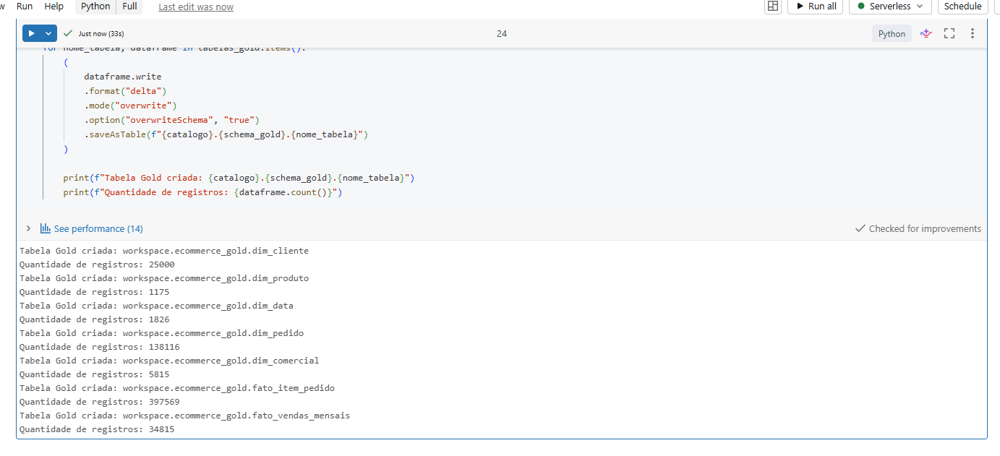 Run Help Python Full Last edit was now Run all Serverless Schedule
Just now (33s) 24 Python
for nome_tabela, dataframe in tabelas_gold.items():
(
dataframe.write
.format("delta")
.mode("overwrite")
.option("overwriteSchema", "true")
.saveAsTable(f"{catalogo}.{schema_gold}.{nome_tabela}")
)
print(f"Tabela Gold criada: {catalogo}.{schema_gold}.{nome_tabela}")
print(f"Quantidade de registros: {dataframe.count()}")
See performance (14) Checked for improvements
Tabela Gold criada: workspace.ecommerce_gold.dim_cliente
Quantidade de registros: 25000
Tabela Gold criada: workspace.ecommerce_gold.dim_produto
Quantidade de registros: 1175
Tabela Gold criada: workspace.ecommerce_gold.dim_data
Quantidade de registros: 1826
Tabela Gold criada: workspace.ecommerce_gold.dim_pedido
Quantidade de registros: 138116
Tabela Gold criada: workspace.ecommerce_gold.dim_comercial
Quantidade de registros: 5815
Tabela Gold criada: workspace.ecommerce_gold.fato_item_pedido
Quantidade de registros: 397569
Tabela Gold criada: workspace.ecommerce_gold.fato_vendas_mensais
Quantidade de registros: 34815